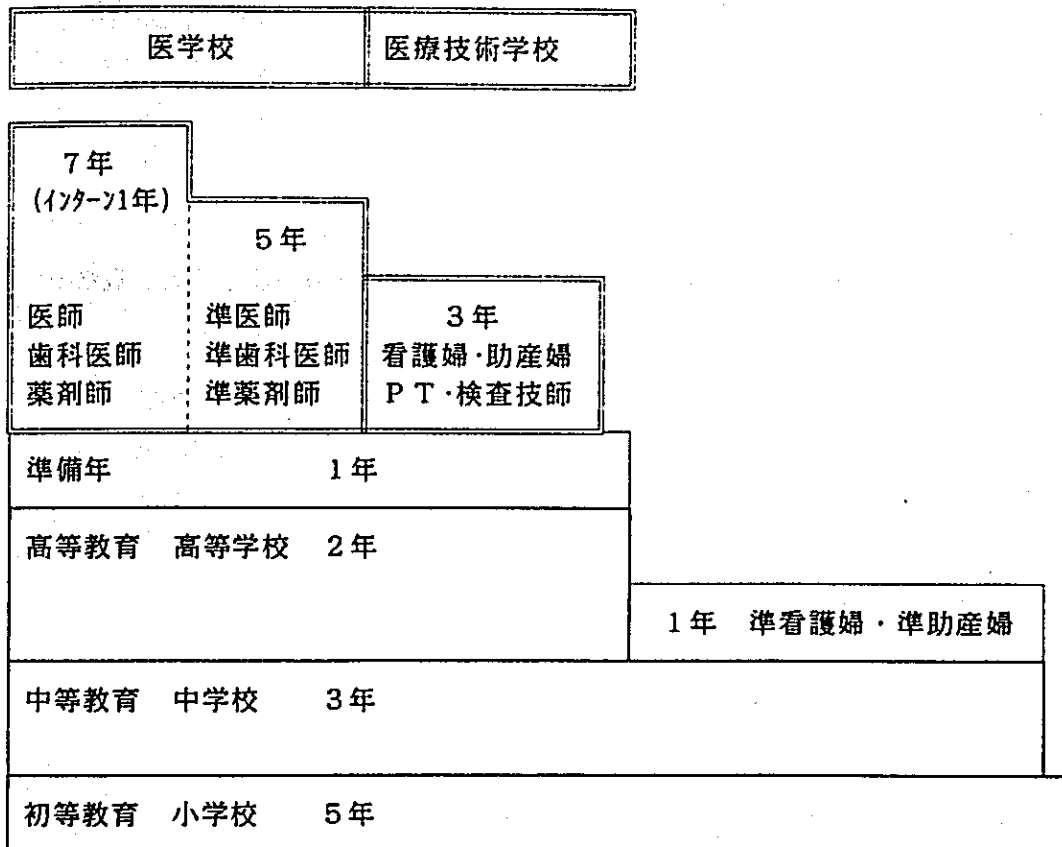 医学校 医療技術学校
7年
(インターン1年)
5年
医師 準医師 3年
歯科医師 準歯科医師 看護婦・助産婦
薬剤師 準薬剤師 PT・検査技師
準備年 1年
高等教育 高等学校 2年
1年 準看護婦・準助産婦
中等教育 中学校 3年
初等教育 小学校 5年